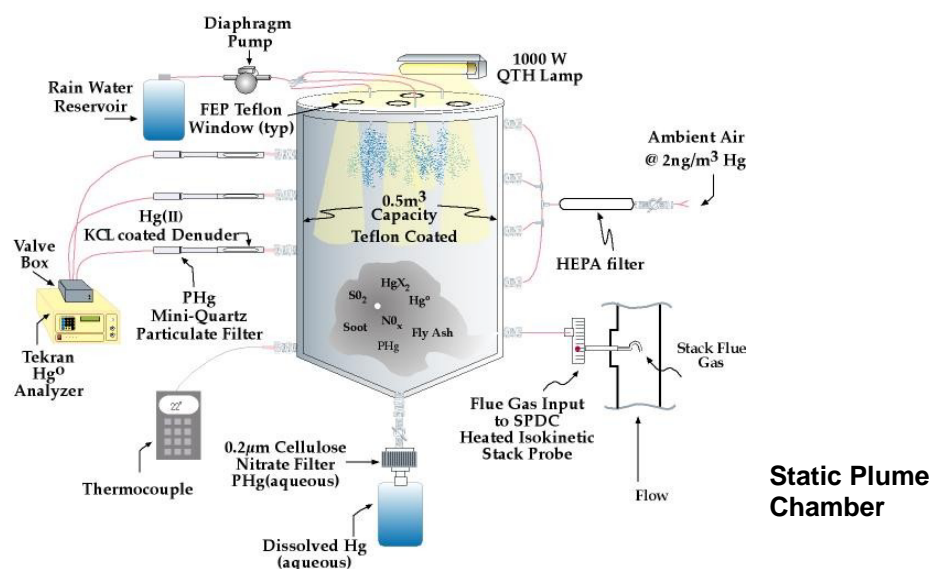 Diaphragm
Pump
1000 W
QTH Lamp
Rain Water
Reservoir
FEP Teflon
Window (typ)
Ambient Air
@ 2ng/m³ Hg
0.5m³
Capacity
Teflon Coated
Hg(II)
KCL coated Denuder
Valve
Box
HEPA filter
PHg
Mini-Quartz
Particulate Filter
Tekran
Hg⁰
Analyzer
HgX₂
S0₂
Hg⁰
N0ₓ
Soot
Fly Ash
PHg
Stack Flue
Gas
Flue Gas Input
to SPDC
Heated Isokinetic
Stack Probe
22°
Thermocouple
0.2µm Cellulose
Nitrate Filter
PHg(aqueous)
Flow
Dissolved Hg
(aqueous)
Static Plume
Chamber